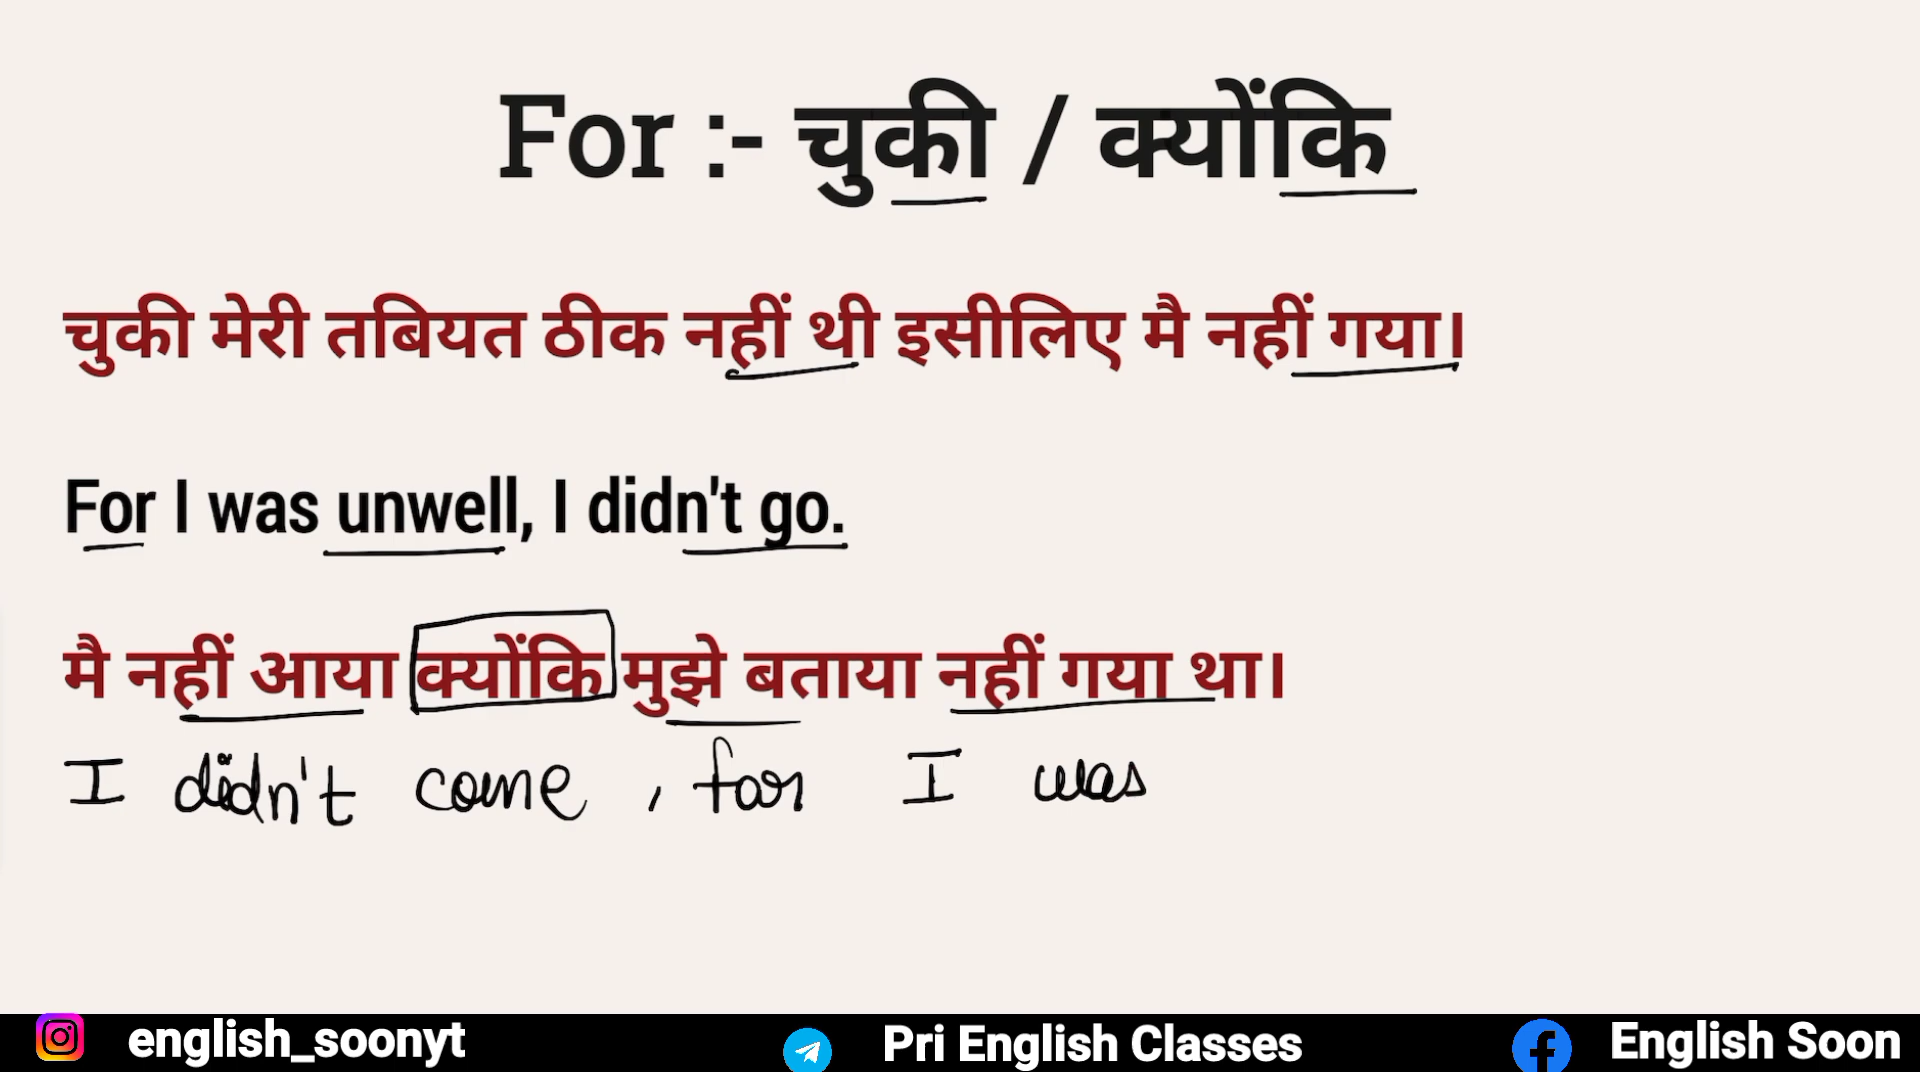 For :- चुकी / क्योंकि
चुकी मेरी तबियत ठीक नहीं थी इसीलिए मै नहीं गया।
For I was unwell, I didn't go.
मै नहीं आया क्योंकि मुझे बताया नहीं गया था।
I didn't come , for I was
english_soonyt Pri English Classes English Soon